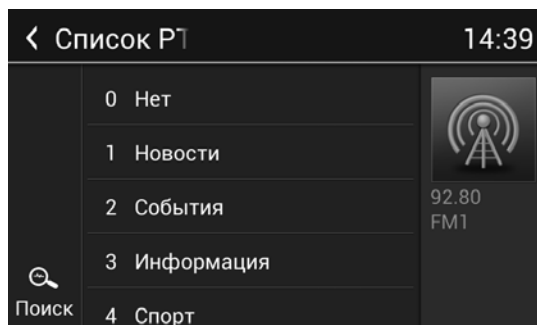 Список PT
14:39
0 Нет
1 Новости
2 События
92.80
FM1
3 Информация
Поиск
4 Спорт